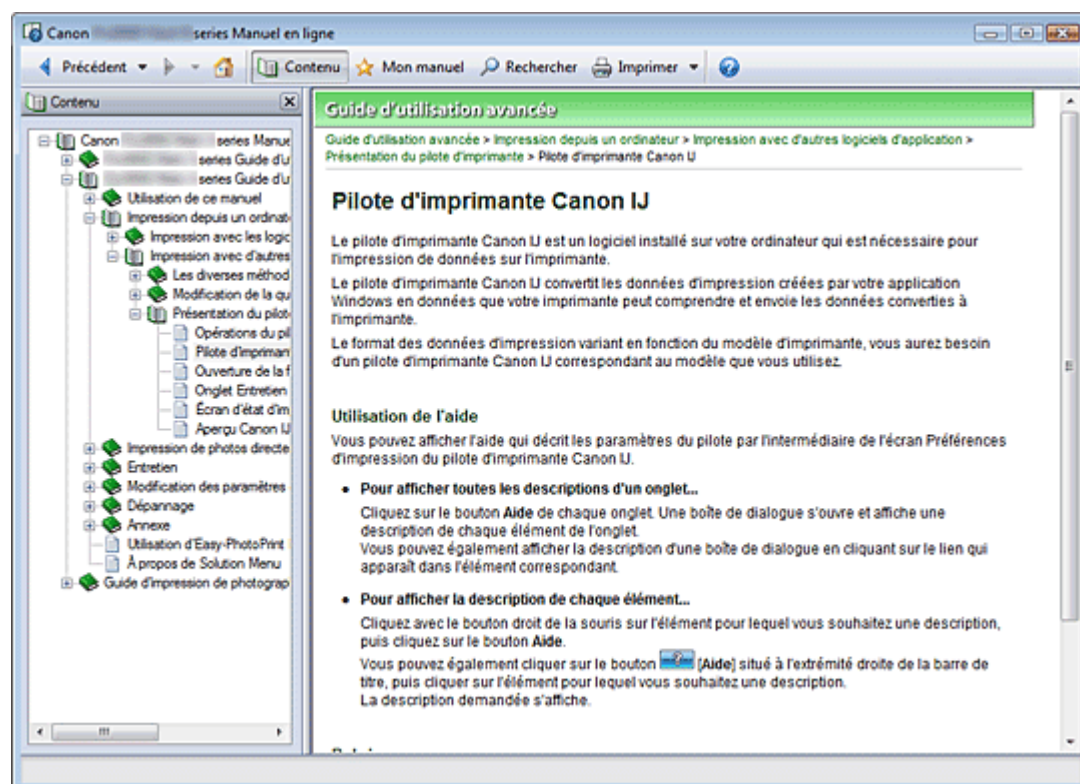 Canon series Manuel en ligne
Précédent Contenu Mon manuel Rechercher Imprimer
Contenu
Canon series Manue
series Guide d'u
series Guide d'u
Utilisation de ce manuel
Impression depuis un ordinat
Impression avec les logic
Impression avec d'autres
Les diverses méthod
Modification de la qu
Présentation du pilot
Opérations du pil
Pilote d'impriman
Ouverture de la f
Onglet Entretien
Écran d'état d'im
Aperçu Canon IJ
Impression de photos directe
Entretien
Modification des paramètres
Dépannage
Annexe
Utilisation d'Easy-PhotoPrint
À propos de Solution Menu
Guide d'impression de photograp
Guide d'utilisation avancée
Guide d'utilisation avancée > Impression depuis un ordinateur > Impression avec d'autres logiciels d'application >
Présentation du pilote d'imprimante > Pilote d'imprimante Canon IJ
Pilote d'imprimante Canon IJ
Le pilote d'imprimante Canon IJ est un logiciel installé sur votre ordinateur qui est nécessaire pour
l'impression de données sur l'imprimante.
Le pilote d'imprimante Canon IJ convertit les données d'impression créées par votre application
Windows en données que votre imprimante peut comprendre et envoie les données converties à
l'imprimante.
Le format des données d'impression variant en fonction du modèle d'imprimante, vous aurez besoin
d'un pilote d'imprimante Canon IJ correspondant au modèle que vous utilisez.
Utilisation de l'aide
Vous pouvez afficher l'aide qui décrit les paramètres du pilote par l'intermédiaire de l'écran Préférences
d'impression du pilote d'imprimante Canon IJ.
• Pour afficher toutes les descriptions d'un onglet...
Cliquez sur le bouton Aide de chaque onglet. Une boîte de dialogue s'ouvre et affiche une
description de chaque élément de l'onglet.
Vous pouvez également afficher la description d'une boîte de dialogue en cliquant sur le lien qui
apparaît dans l'élément correspondant.
• Pour afficher la description de chaque élément...
Cliquez avec le bouton droit de la souris sur l'élément pour lequel vous souhaitez une description,
puis cliquez sur le bouton Aide.
Vous pouvez également cliquer sur le bouton [Aide] situé à l'extrémité droite de la barre de
titre, puis cliquer sur l'élément pour lequel vous souhaitez une description.
La description demandée s'affiche.